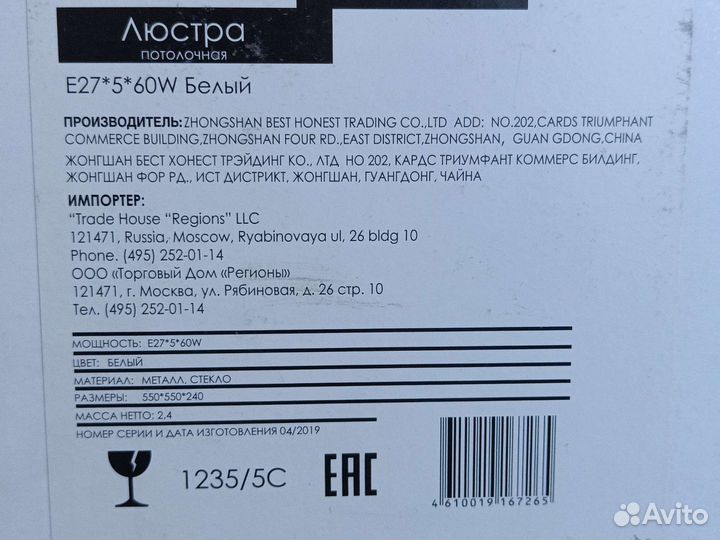 Люстра
ПОТОЛОЧНАЯ
E27*5*60W Белый
ПРОИЗВОДИТЕЛЬ: ZHONGSHAN BEST HONEST TRADING CO.,LTD ADD: NO.202,CARDS TRIUMPHANT
COMMERCE BUILDING,ZHONGSHAN FOUR RD.,EAST DISTRICT,ZHONGSHAN, GUAN GDONG,CHINA
ЖОНГШАН БЕСТ ХОНЕСТ ТРЭЙДИНГ КО., ЛТД НО 202, КАРДС ТРИУМФАНТ КОММЕРС БИЛДИНГ,
ЖОНГШАН ФОР РД., ИСТ ДИСТРИКТ, ЖОНГШАН, ГУАНГДОНГ, ЧАЙНА
ИМПОРТЕР:
"Trade House "Regions" LLC
121471, Russia, Moscow, Ryabinovaya ul, 26 bldg 10
Phone. (495) 252-01-14
ООО «Торговый Дом «Регионы»
121471, г. Москва, ул. Рябиновая, д. 26 стр. 10
Тел. (495) 252-01-14
МОЩНОСТЬ: E27*5*60W
ЦВЕТ: БЕЛЫЙ
МАТЕРИАЛ: МЕТАЛЛ, СТЕКЛО
РАЗМЕРЫ: 550*550*240
МАССА НЕТТО: 2,4
НОМЕР СЕРИИ И ДАТА ИЗГОТОВЛЕНИЯ 04/2019
1235/5C
EAC
4 610019 167265
Avito